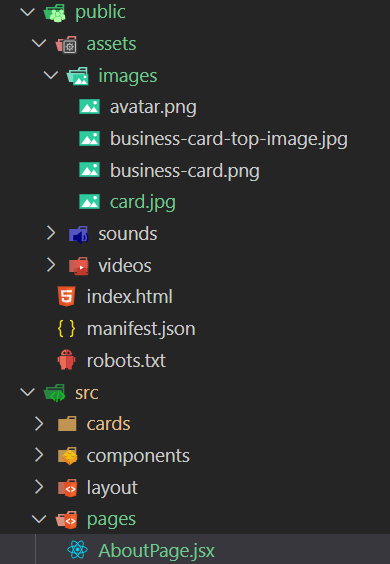 public
assets
images
avatar.png
business-card-top-image.jpg
business-card.png
card.jpg
sounds
videos
index.html
manifest.json
robots.txt
src
cards
components
layout
pages
AboutPage.jsx